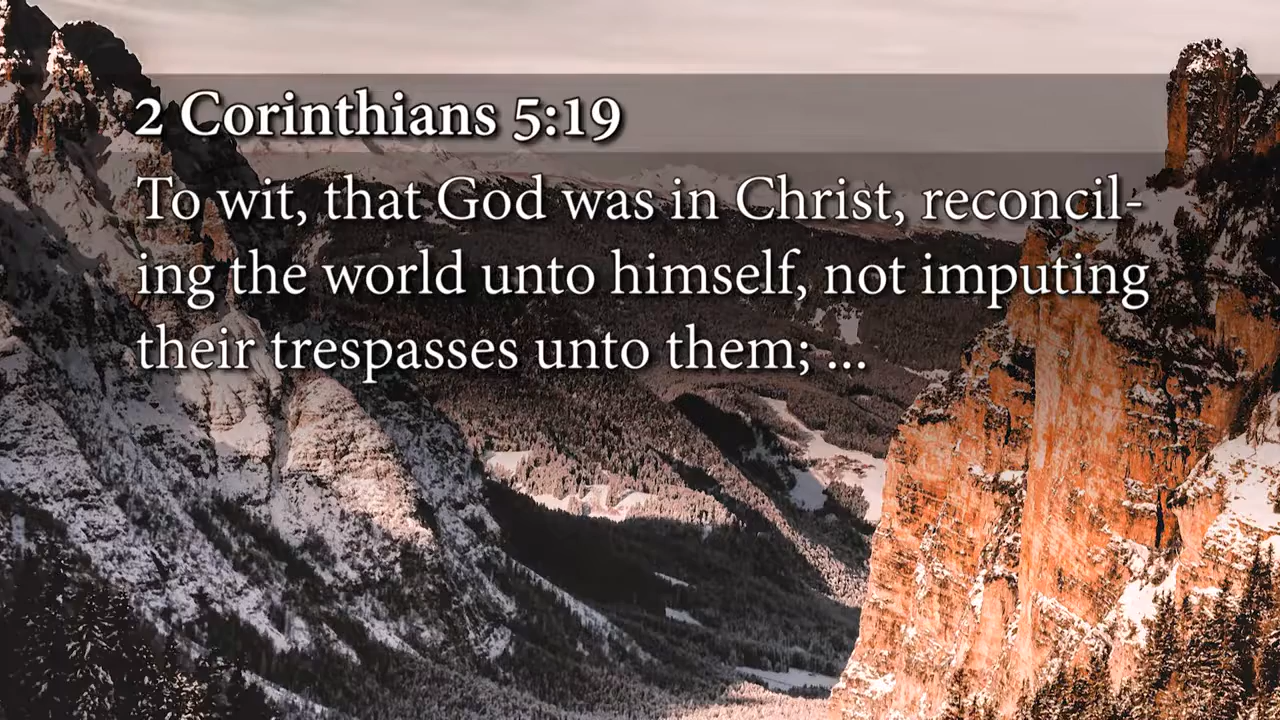 2 Corinthians 5:19
To wit, that God was in Christ, reconcil-
ing the world unto himself, not imputing
their trespasses unto them; ...